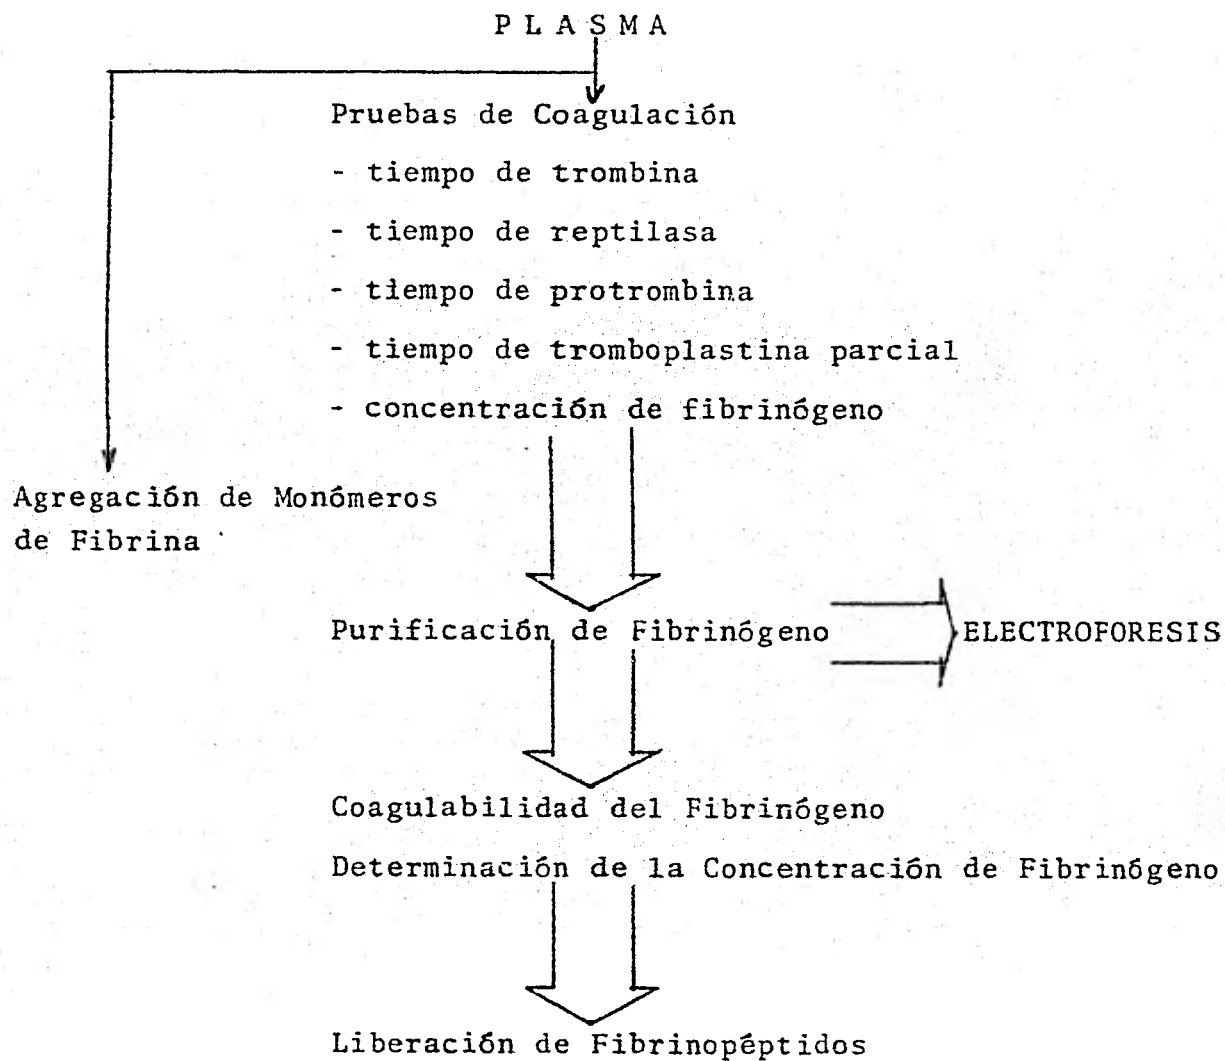 PLASMA
Pruebas de Coagulación
- tiempo de trombina
- tiempo de reptilasa
- tiempo de protrombina
- tiempo de tromboplastina parcial
- concentración de fibrinógeno
Agregación de Monómeros
de Fibrina
Purificación de Fibrinógeno
ELECTROFORESIS
Coagulabilidad del Fibrinógeno
Determinación de la Concentración de Fibrinógeno
Liberación de Fibrinopéptidos